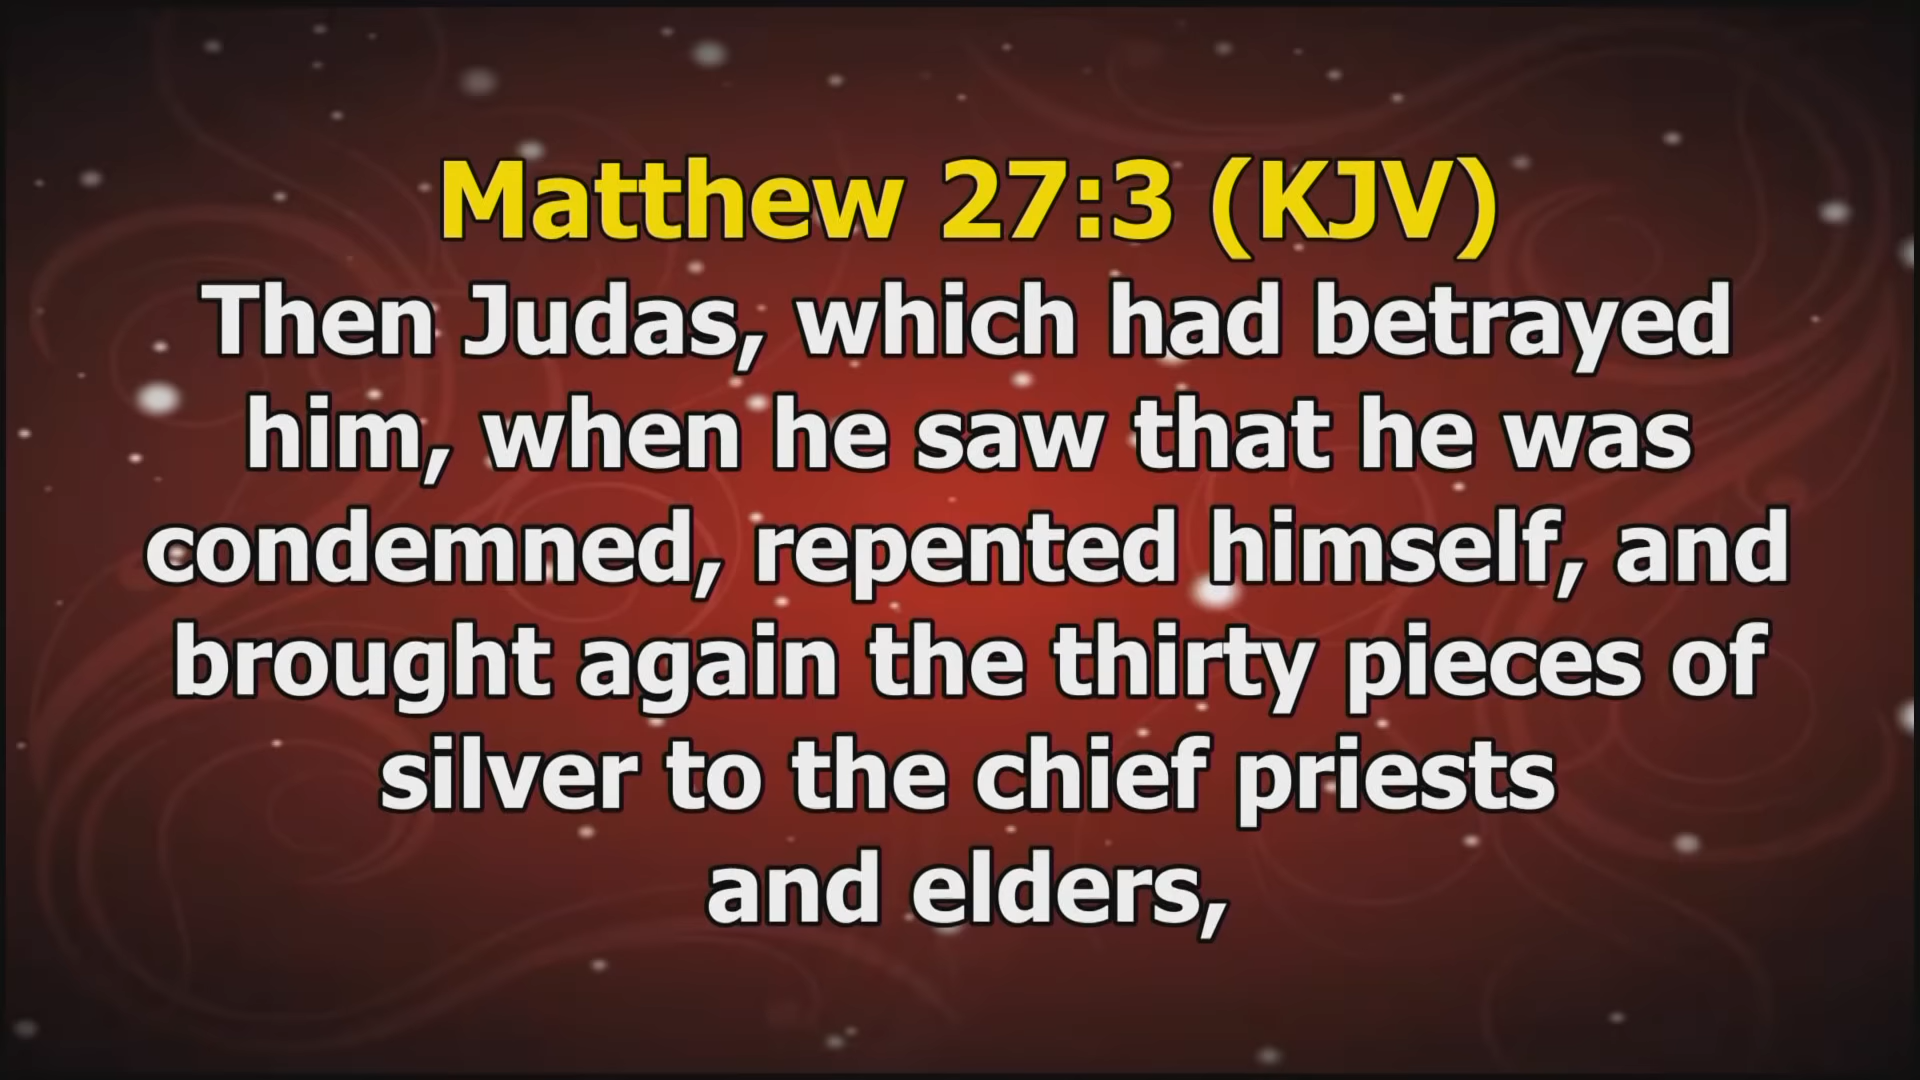 Matthew 27:3 (KJV)
Then Judas, which had betrayed
him, when he saw that he was
condemned, repented himself, and
brought again the thirty pieces of
silver to the chief priests
and elders,